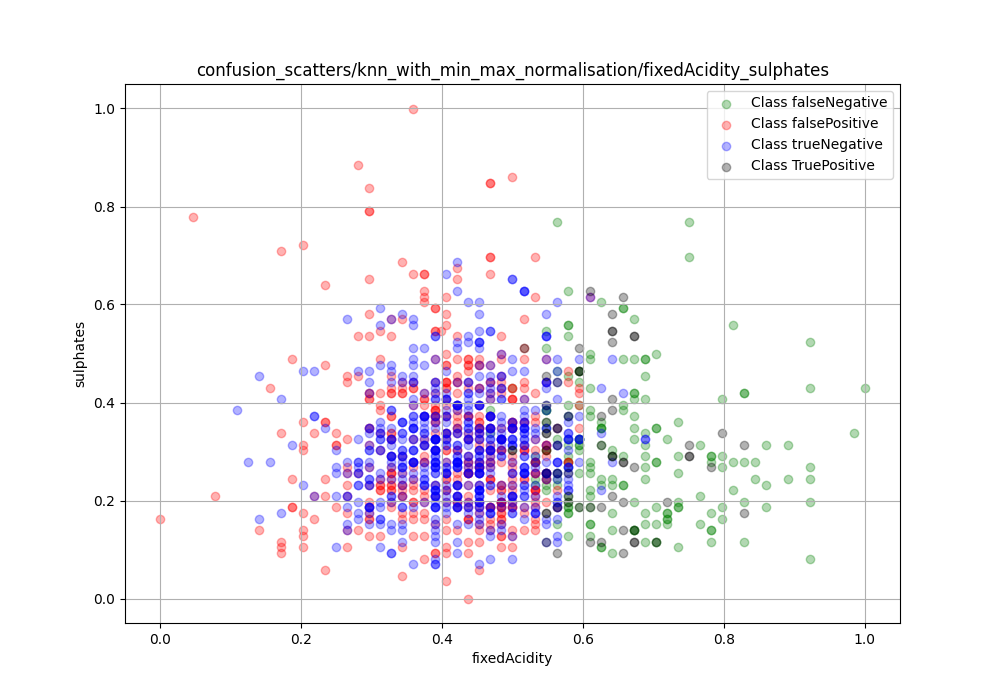 confusion_scatters/knn_with_min_max_normalisation/fixedAcidity_sulphates
Class falseNegative
Class falsePositive
Class trueNegative
Class TruePositive
1.0
0.8
0.6
0.4
0.2
0.0
sulphates
0.0 0.2 0.4 0.6 0.8 1.0
fixedAcidity